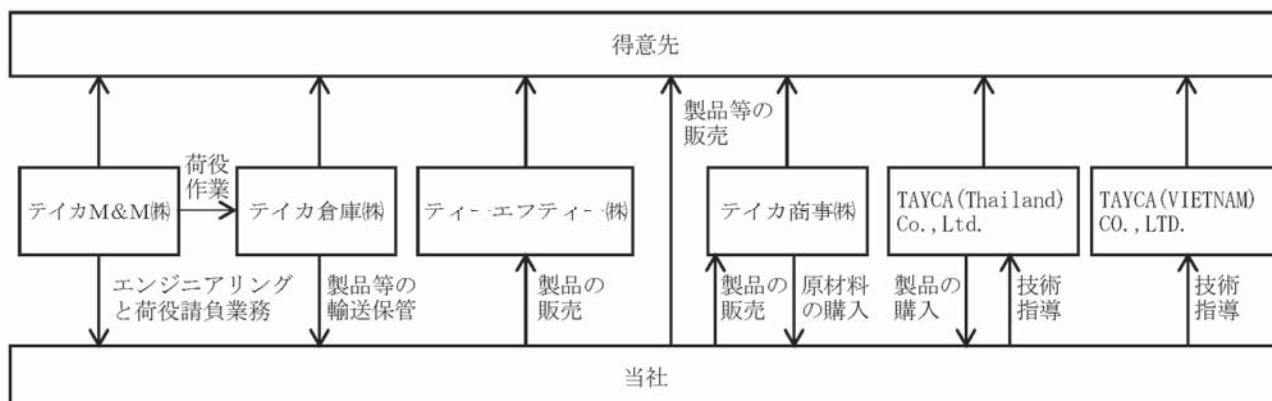 得意先
製品等の
販売
荷役
作業
テイカM&M㈱
テイカ倉庫㈱
ティーエフティー㈱
テイカ商事㈱
TAYCA(Thailand)
Co.,Ltd.
TAYCA(VIETNAM)
CO.,LTD.
エンジニアリング
と荷役請負業務
製品等の
輸送保管
製品の
販売
製品の
販売
原材料
の購入
製品の
購入
技術
指導
技術
指導
当社